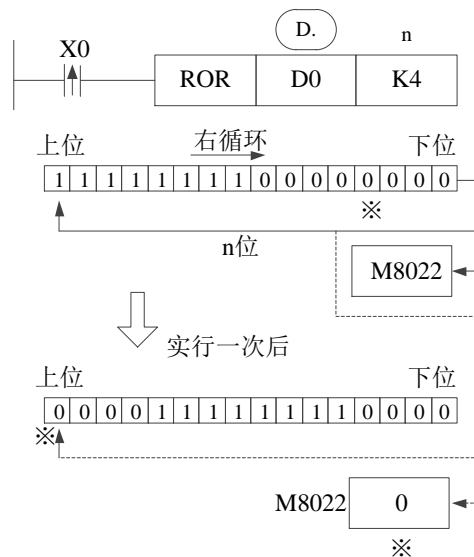 D. n
X0
ROR D0 K4
上位 右循环 下位
1 1 1 1 1 1 1 1 0 0 0 0 0 0 0 0
※
n位
M8022
实行一次后
上位 下位
0 0 0 0 1 1 1 1 1 1 1 1 0 0 0 0
※
M8022 0
※